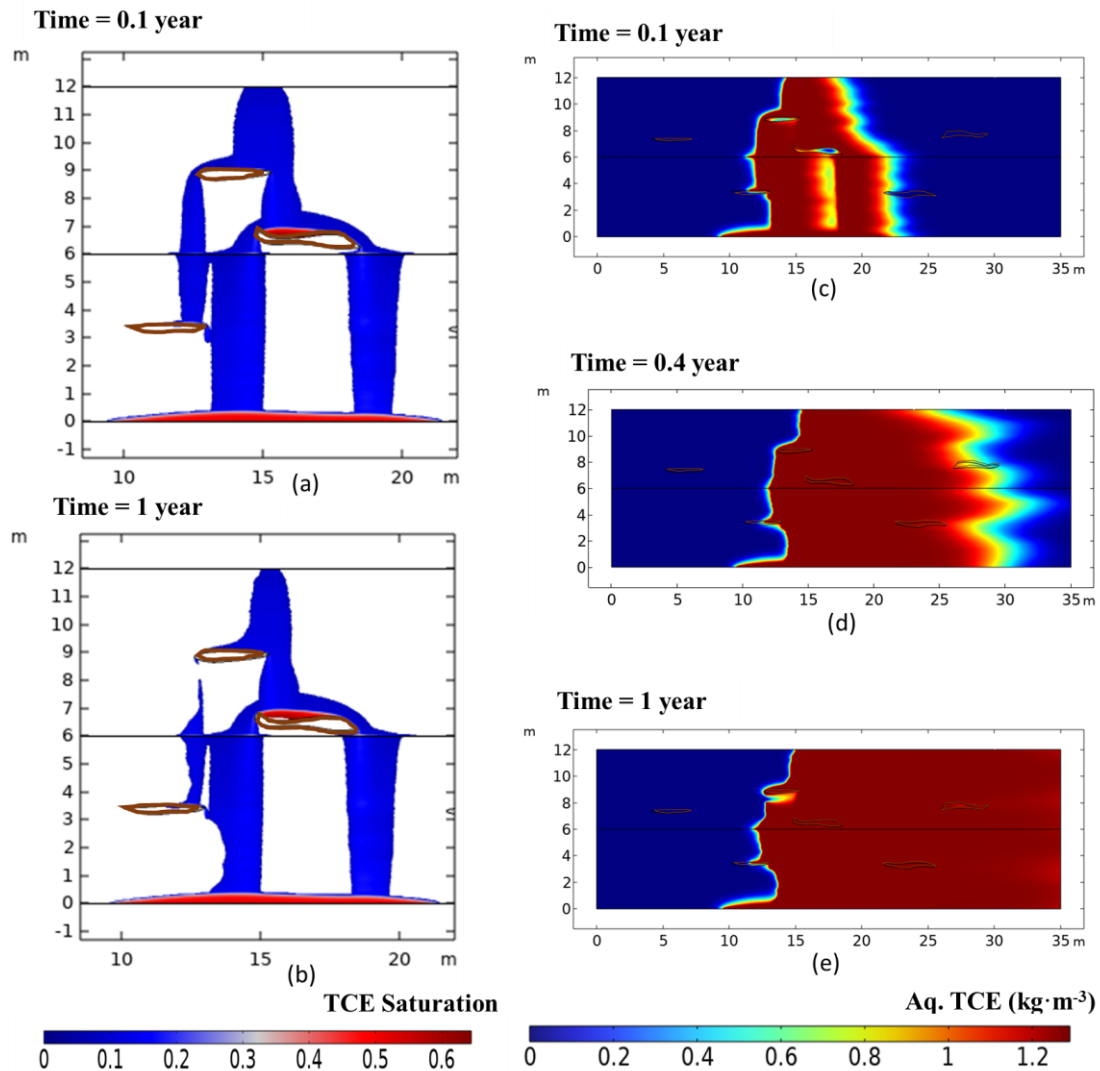 Time = 0.1 year
m
12
11
10
9
8
7
6
5
4
3
2
1
0
-1
10
15
20
m
(a)
Time = 1 year
m
12
11
10
9
8
7
6
5
4
3
2
1
0
-1
10
15
20
m
(b)
TCE Saturation
0 0.1 0.2 0.3 0.4 0.5 0.6
Time = 0.1 year
m
12
10
8
6
4
2
0
0 5 10 15 20 25 30 35 m
(c)
Time = 0.4 year
m
12
10
8
6
4
2
0
0 5 10 15 20 25 30 35 m
(d)
Time = 1 year
m
12
10
8
6
4
2
0
0 5 10 15 20 25 30 35 m
(e)
Aq. TCE (kg·m-3)
0 0.2 0.4 0.6 0.8 1 1.2